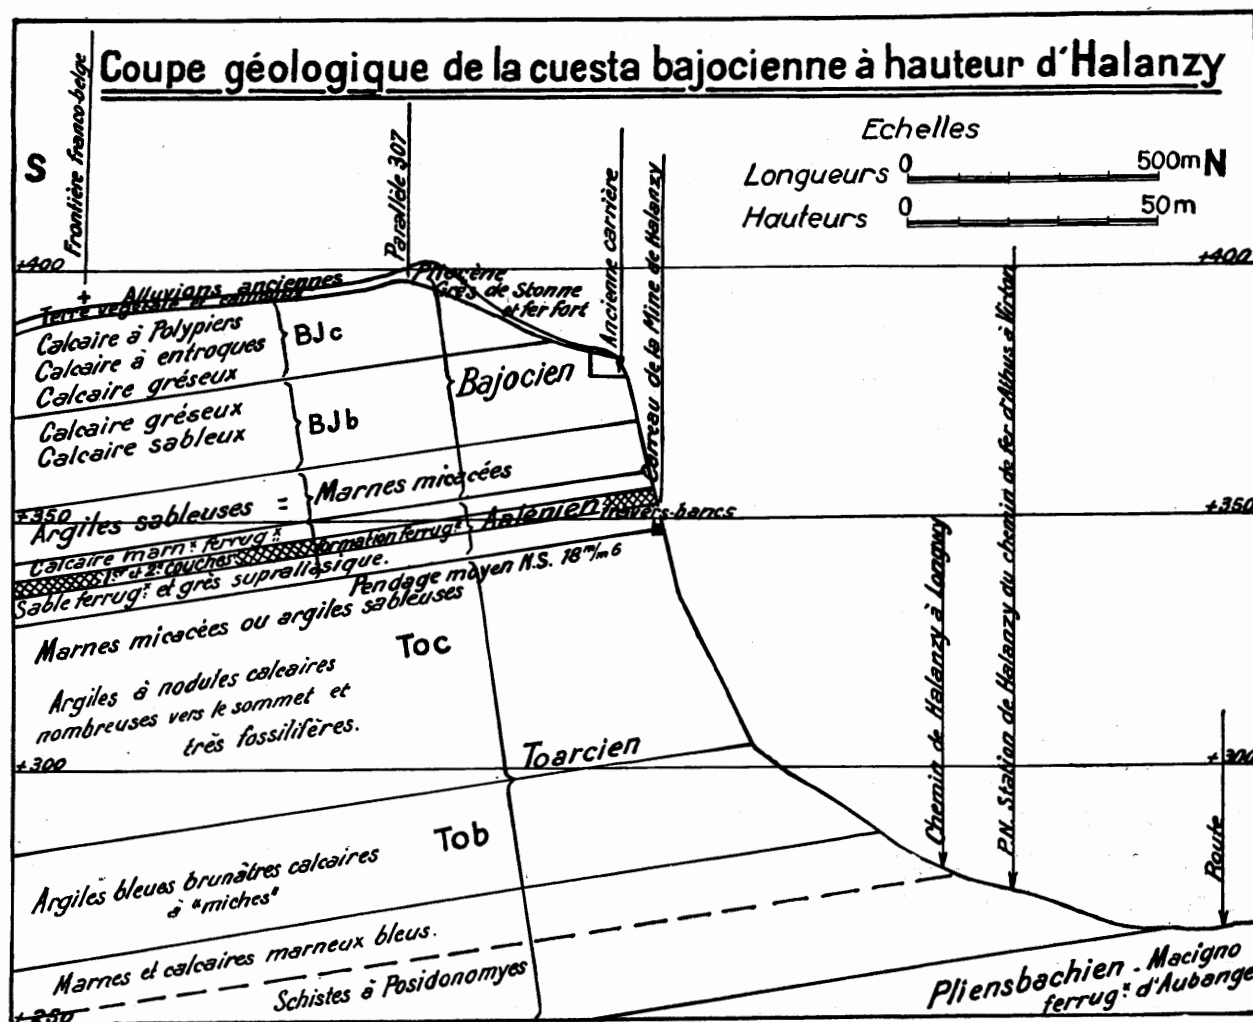 Coupe géologique de la cuesta bajocienne à hauteur d'Halanzy
Frontière franco-belge
S
Parallèle 307
Ancienne carrière
Carreau de la Mine de Halanzy
Echelles
Longueurs 0 500m N
Hauteurs 0 50m
+400
+400
Alluvions anciennes
Terre végétale et
Pliocène
Grès de Stonne
et fer fort
Calcaire à Polypiers
Calcaire à entroques
Calcaire gréseux
BJc
Bajocien
Calcaire gréseux
Calcaire sableux
BJb
Argiles sableuses = Marnes micacées
+350
+350
Calcaire marn.x ferrug.x
Formation ferrug.se
Aalénien
Travers-bancs
1re et 2e couches
Sable ferrug.x et grès supraliasique.
Pendage moyen N.S. 18m/m6
Marnes micacées ou argiles sableuses
Toc
Argiles à nodules calcaires
nombreuses vers le sommet et
très fossilifères.
Toarcien
+300
+300
Chemin de Halanzy à Longwy
P.N. Station de Halanzy du chemin de fer d'Athus à Virton
Route
Tob
Argiles bleues brunâtres calcaires
à "miches"
Marnes et calcaires marneux bleus.
Schistes à Posidonomyes
+250
Pliensbachien - Macigno
ferrug.x d'Aubange